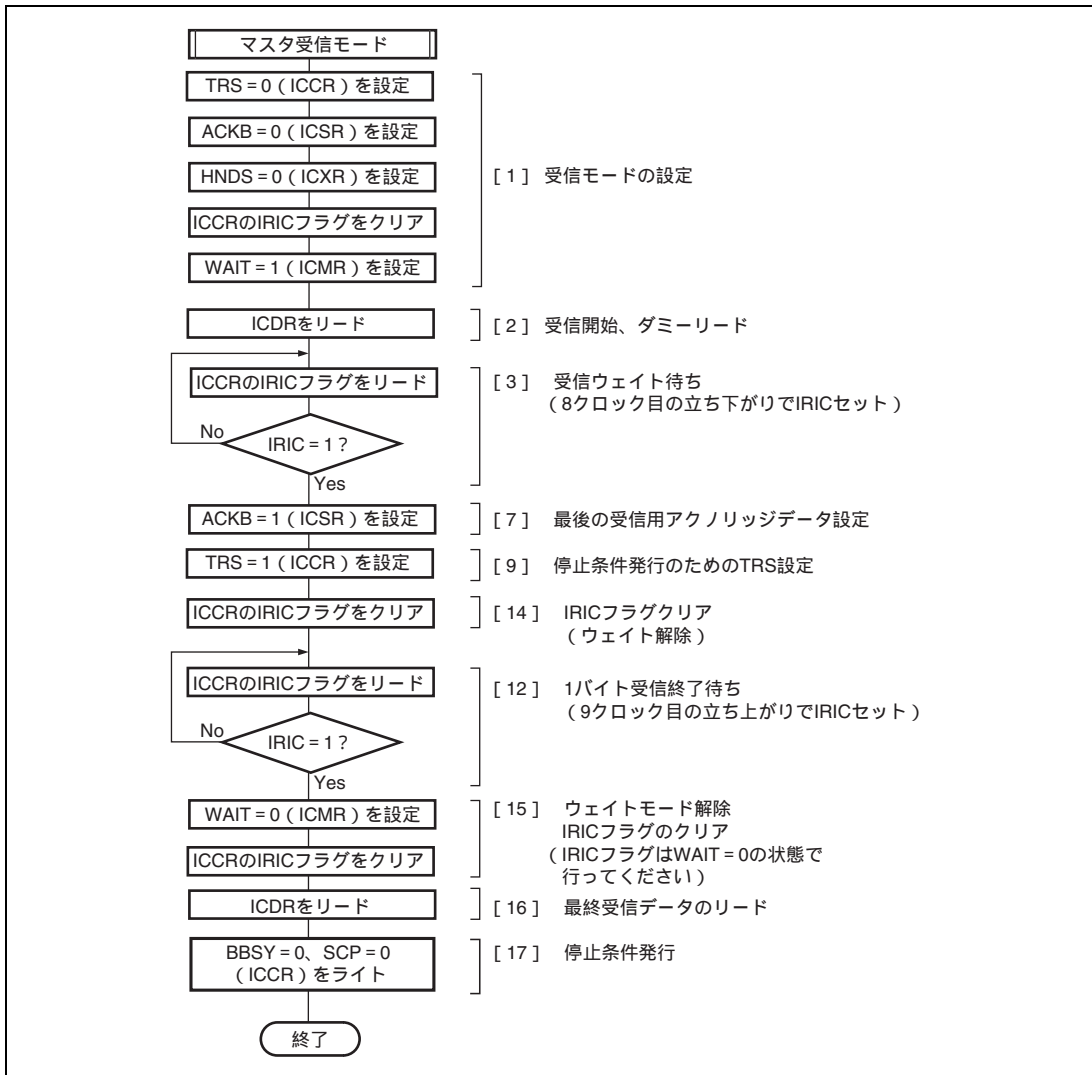 マスタ受信モード
TRS = 0 ( ICCR ) を設定
ACKB = 0 ( ICSR ) を設定
HNDS = 0 ( ICXR ) を設定
ICCRのIRICフラグをクリア
WAIT = 1 ( ICMR ) を設定
[ 1 ] 受信モードの設定
ICDRをリード
[ 2 ] 受信開始、ダミーリード
ICCRのIRICフラグをリード
[ 3 ] 受信ウェイト待ち
( 8クロック目の立ち下がりでIRICセット )
No
IRIC = 1 ?
Yes
ACKB = 1 ( ICSR ) を設定
[ 7 ] 最後の受信用アクノリッジデータ設定
TRS = 1 ( ICCR ) を設定
[ 9 ] 停止条件発行のためのTRS設定
ICCRのIRICフラグをクリア
[ 14 ] IRICフラグクリア
( ウェイト解除 )
ICCRのIRICフラグをリード
[ 12 ] 1バイト受信終了待ち
( 9クロック目の立ち上がりでIRICセット )
No
IRIC = 1 ?
Yes
WAIT = 0 ( ICMR ) を設定
[ 15 ] ウェイトモード解除
IRICフラグのクリア
( IRICフラグはWAIT = 0の状態で
行ってください )
ICCRのIRICフラグをクリア
ICDRをリード
[ 16 ] 最終受信データのリード
BBSY = 0、SCP = 0
( ICCR ) をライト
[ 17 ] 停止条件発行
終了